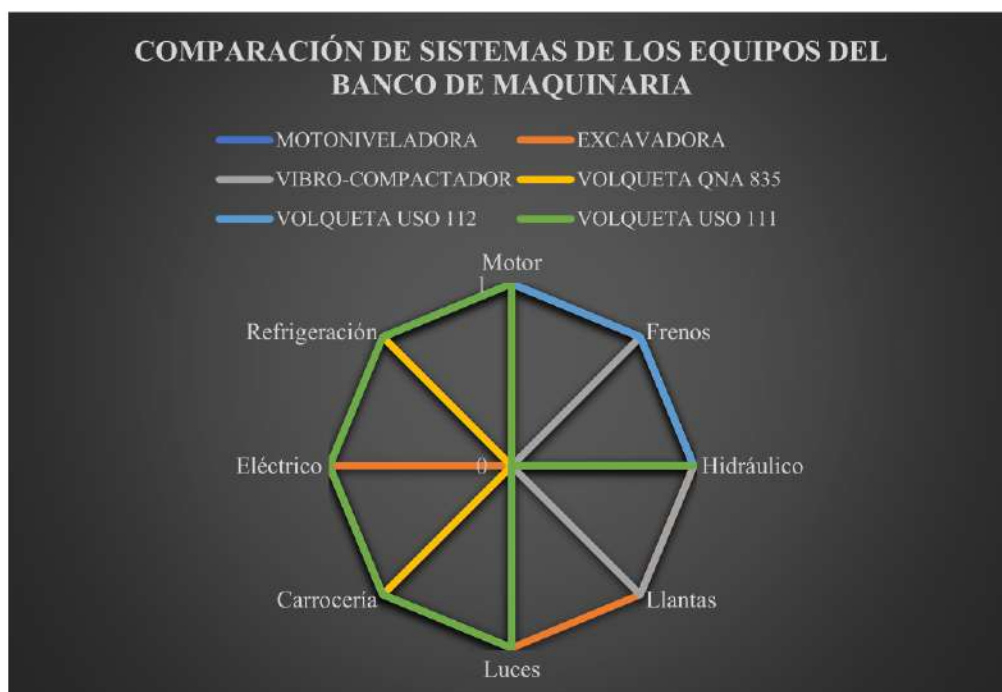 COMPARACIÓN DE SISTEMAS DE LOS EQUIPOS DEL
BANCO DE MAQUINARIA
MOTONIVELADORA
EXCAVADORA
VIBRO-COMPACTADOR
VOLQUETA QNA 835
VOLQUETA USO 112
VOLQUETA USO 111
Motor
1
Refrigeración
Frenos
Eléctrico
0
Hidráulico
Carrocería
Llantas
Luces